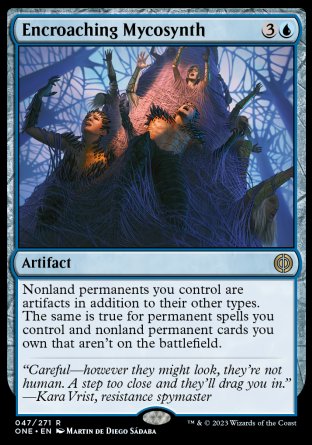 Encroaching Mycosynth 3
Artifact
Nonland permanents you control are
artifacts in addition to their other types.
The same is true for permanent spells you
control and nonland permanent cards you
own that aren't on the battlefield.
“Careful—however they might look, they're not
human. A step too close and they'll drag you in.”
—Kara Vrist, resistance spymaster
047/271 R
ONE • EN Martin de Diego Sádaba
™ & © 2023 Wizards of the Coast